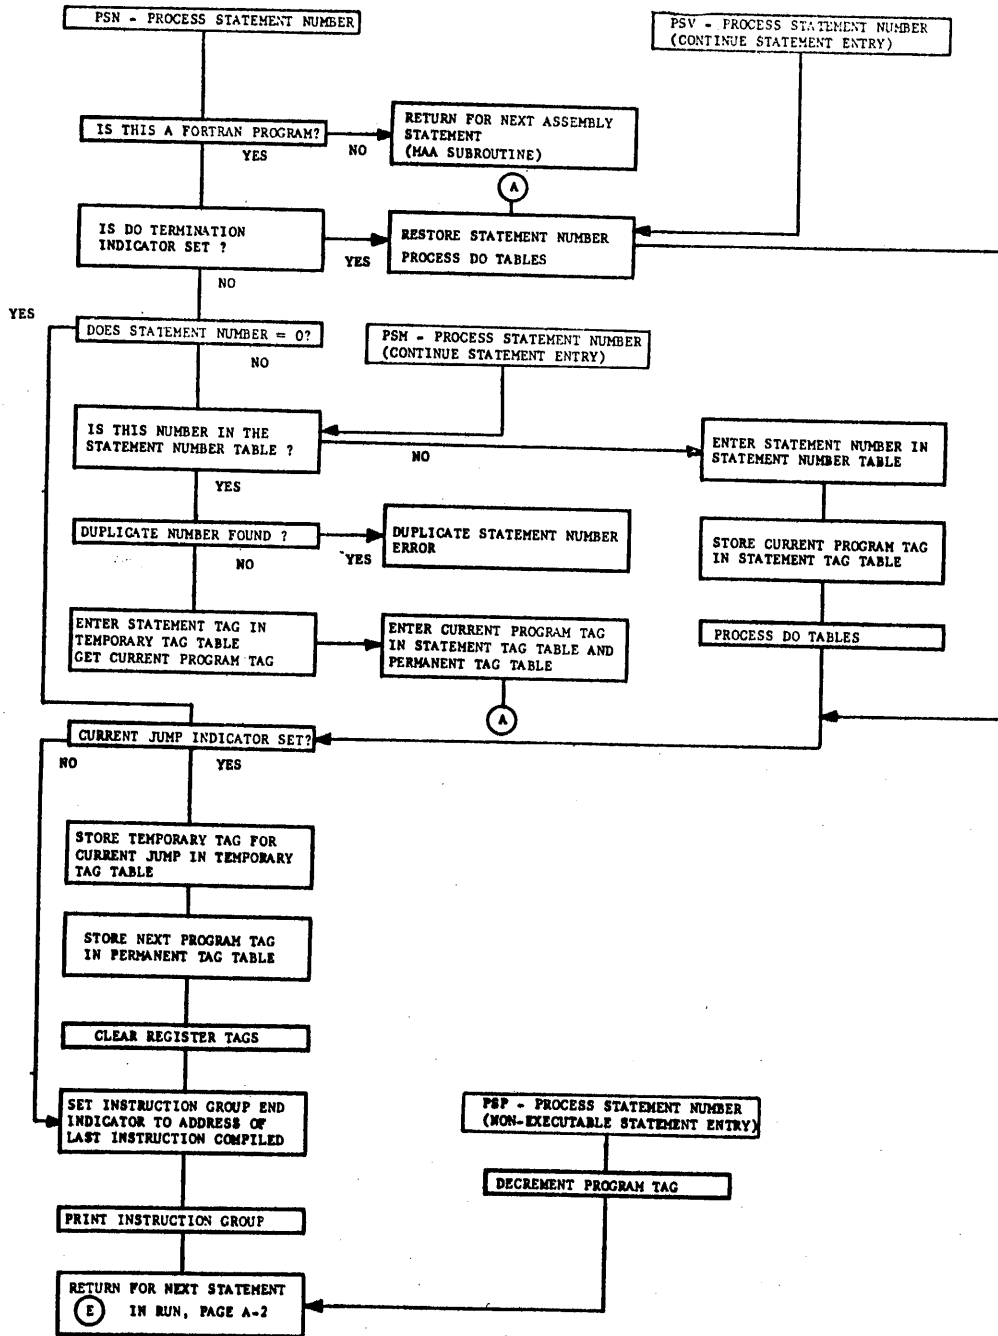 PSN - PROCESS STATEMENT NUMBER
PSV - PROCESS STATEMENT NUMBER
(CONTINUE STATEMENT ENTRY)
IS THIS A FORTRAN PROGRAM?
YES
NO
RETURN FOR NEXT ASSEMBLY
STATEMENT
(MAA SUBROUTINE)
A
IS DO TERMINATION
INDICATOR SET ?
YES
NO
RESTORE STATEMENT NUMBER
PROCESS DO TABLES
YES
DOES STATEMENT NUMBER = 0?
NO
PSM - PROCESS STATEMENT NUMBER
(CONTINUE STATEMENT ENTRY)
IS THIS NUMBER IN THE
STATEMENT NUMBER TABLE ?
NO
YES
ENTER STATEMENT NUMBER IN
STATEMENT NUMBER TABLE
DUPLICATE NUMBER FOUND ?
YES
NO
DUPLICATE STATEMENT NUMBER
ERROR
STORE CURRENT PROGRAM TAG
IN STATEMENT TAG TABLE
ENTER STATEMENT TAG IN
TEMPORARY TAG TABLE
GET CURRENT PROGRAM TAG
ENTER CURRENT PROGRAM TAG
IN STATEMENT TAG TABLE AND
PERMANENT TAG TABLE
PROCESS DO TABLES
A
CURRENT JUMP INDICATOR SET?
NO
YES
STORE TEMPORARY TAG FOR
CURRENT JUMP IN TEMPORARY
TAG TABLE
STORE NEXT PROGRAM TAG
IN PERMANENT TAG TABLE
CLEAR REGISTER TAGS
SET INSTRUCTION GROUP END
INDICATOR TO ADDRESS OF
LAST INSTRUCTION COMPILED
PSP - PROCESS STATEMENT NUMBER
(NON-EXECUTABLE STATEMENT ENTRY)
DECREMENT PROGRAM TAG
PRINT INSTRUCTION GROUP
RETURN FOR NEXT STATEMENT
E IN RUN, PAGE A-2